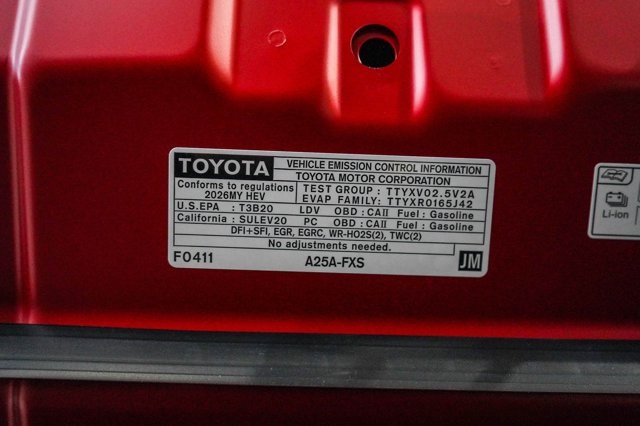 TOYOTA
VEHICLE EMISSION CONTROL INFORMATION
TOYOTA MOTOR CORPORATION
Conforms to regulations
2026MY HEV
TEST GROUP : TTYXV02.5V2A
EVAP FAMILY: TTYXR0165J42
U.S.EPA : T3B20 LDV OBD : CAII Fuel : Gasoline
California : SULEV20 PC OBD : CAII Fuel : Gasoline
DFI+SFI, EGR, EGRC, WR-HO2S(2), TWC(2)
No adjustments needed.
F0411 A25A-FXS JM
Li-ion